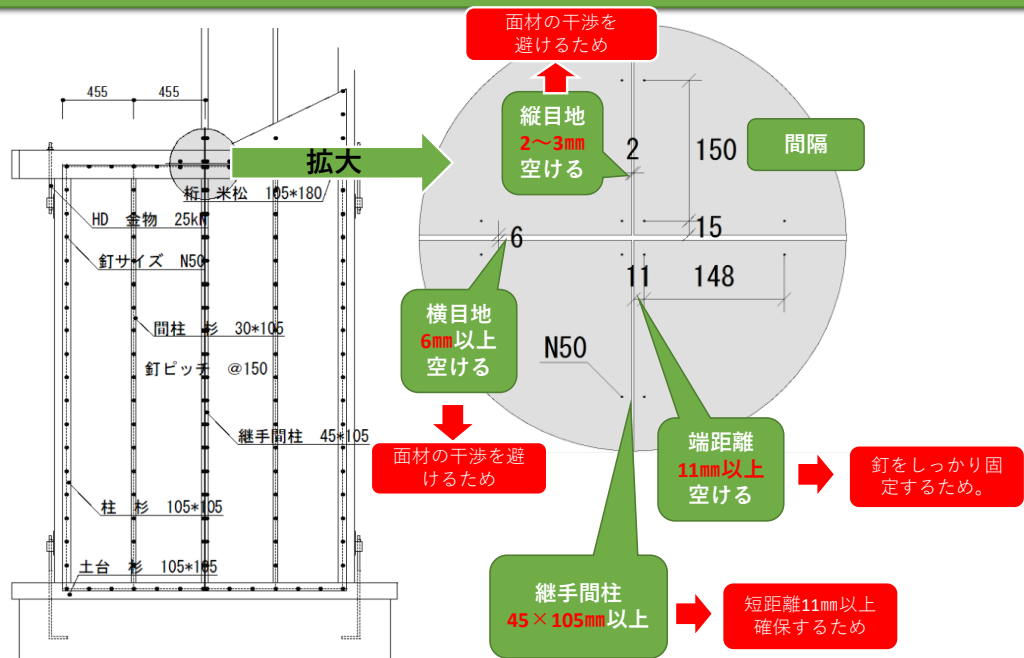 面材の干渉を
避けるため
縦目地
2～3㎜
空ける
間隔
455
455
拡大
2
150
15
6
11
148
N50
桁　米松　105*180
HD　金物　25kN
釘サイズ　N50
間柱　杉　30*105
釘ピッチ　@150
継手間柱　45*105
柱　杉　105*105
土台　杉　105*105
横目地
6㎜以上
空ける
面材の干渉を避
けるため
端距離
11㎜以上
空ける
釘をしっかり固
定するため。
継手間柱
45×105㎜以上
短距離11㎜以上
確保するため